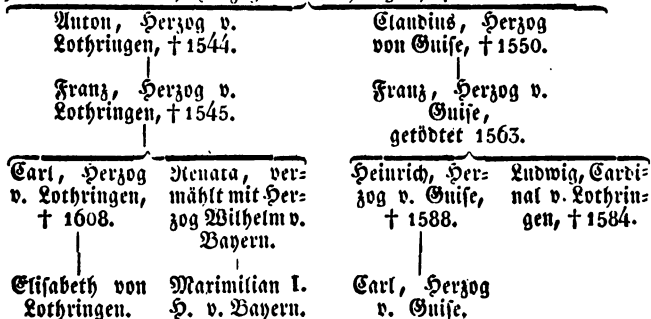 Anton, Herzog v.
Lothringen, † 1544.
Claudius, Herzog
von Guise, † 1550.
Franz, Herzog v.
Lothringen, † 1545.
Franz, Herzog v.
Guise,
getödtet 1563.
Carl, Herzog
v. Lothringen,
† 1608.
Renata, ver-
mählt mit Her-
zog Wilhelm v.
Bayern.
Heinrich, Her-
zog v. Guise,
† 1588.
Ludwig, Cardi-
nal v. Lothrin-
gen, † 1584.
Elisabeth von
Lothringen.
Maximilian I.
H. v. Bayern.
Carl, Herzog
v. Guise.